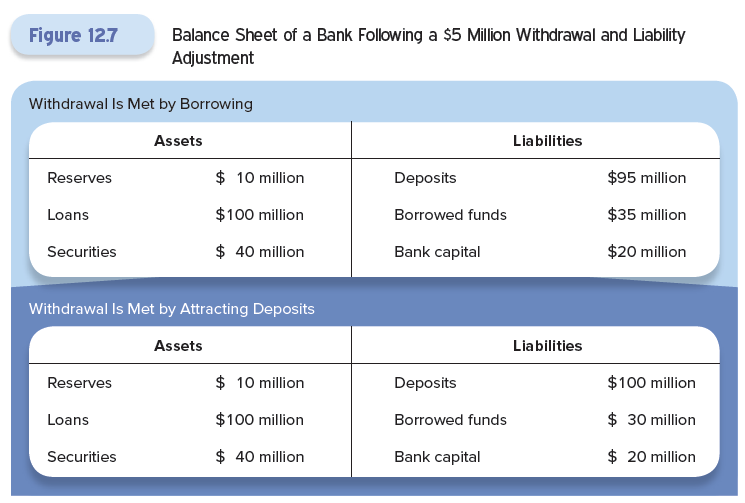 Figure 12.7
Balance Sheet of a Bank Following a $5 Million Withdrawal and Liability
Adjustment
Withdrawal Is Met by Borrowing
Assets Liabilities
Reserves $ 10 million Deposits $95 million
Loans $100 million Borrowed funds $35 million
Securities $ 40 million Bank capital $20 million
Withdrawal Is Met by Attracting Deposits
Assets Liabilities
Reserves $ 10 million Deposits $100 million
Loans $100 million Borrowed funds $ 30 million
Securities $ 40 million Bank capital $ 20 million